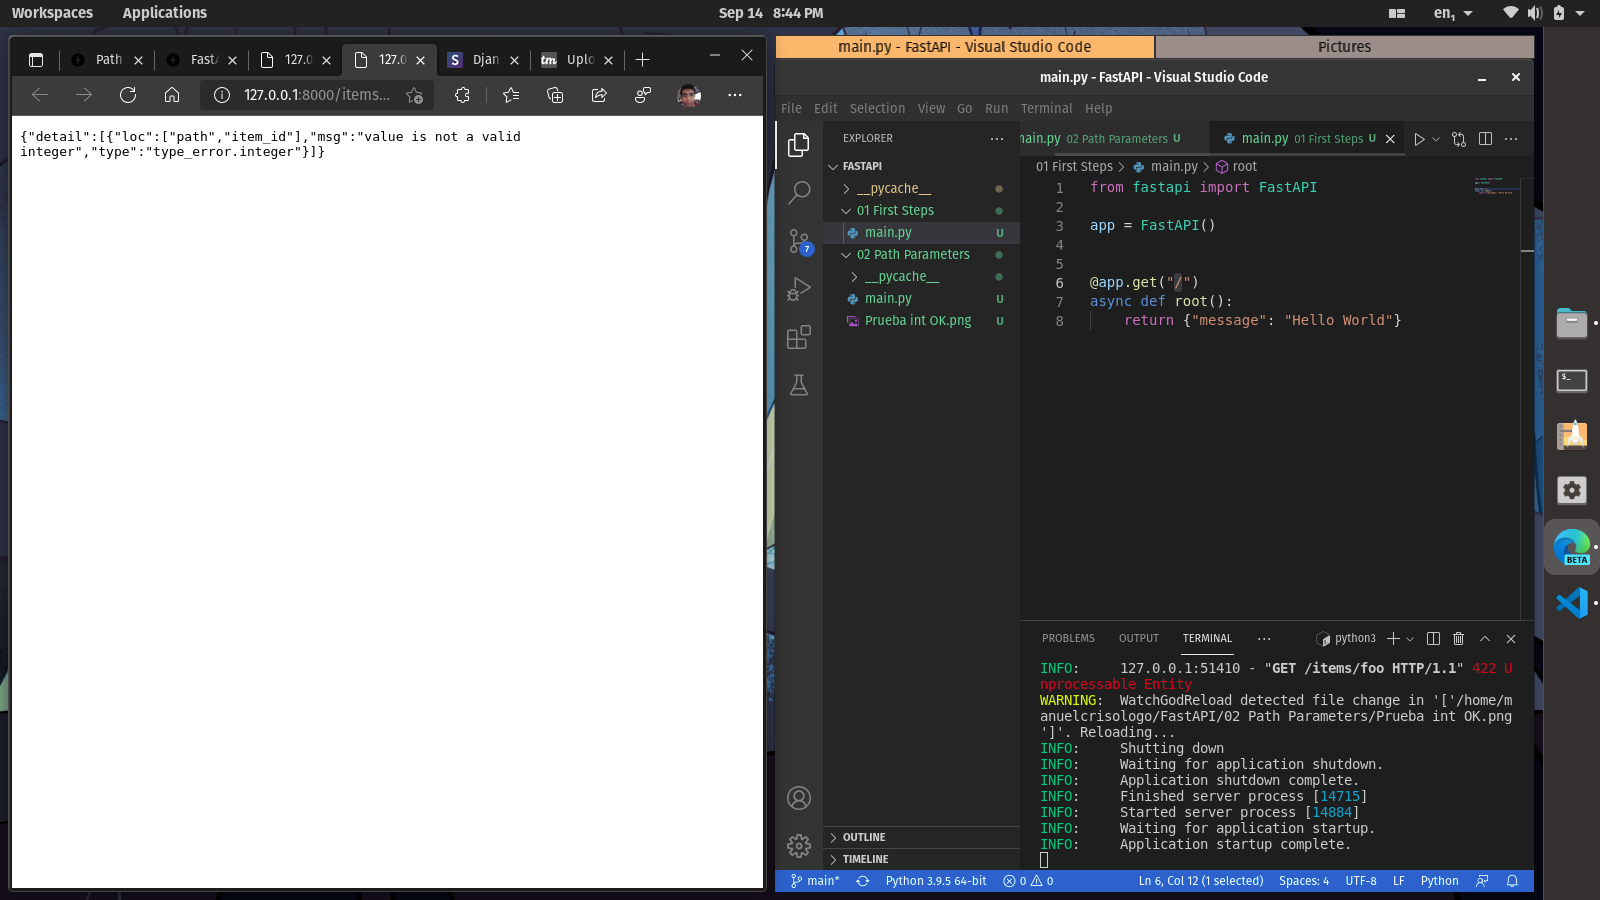 Workspaces Applications Sep 14 8:44 PM en1
Path FastA 127.0 127.0 S Djan tm Uplo
127.0.0.1:8000/items...
{"detail":[{"loc":["path","item_id"],"msg":"value is not a valid
integer","type":"type_error.integer"}]}
main.py - FastAPI - Visual Studio Code Pictures
main.py - FastAPI - Visual Studio Code
File Edit Selection View Go Run Terminal Help
EXPLORER
FASTAPI
__pycache__
01 First Steps
main.py U
02 Path Parameters
__pycache__
main.py U
Prueba int OK.png U
OUTLINE
TIMELINE
7
main.py 02 Path Parameters U main.py 01 First Steps U
01 First Steps main.py root
1 from fastapi import FastAPI
2
3 app = FastAPI()
4
5
6 @app.get("/")
7 async def root():
8 return {"message": "Hello World"}
PROBLEMS OUTPUT TERMINAL python3
INFO: 127.0.0.1:51410 - "GET /items/foo HTTP/1.1" 422 U
nprocessable Entity
WARNING: WatchGodReload detected file change in '['/home/m
anuelcrisologo/FastAPI/02 Path Parameters/Prueba int OK.png
']'. Reloading...
INFO: Shutting down
INFO: Waiting for application shutdown.
INFO: Application shutdown complete.
INFO: Finished server process [14715]
INFO: Started server process [14884]
INFO: Waiting for application startup.
INFO: Application startup complete.
main* Python 3.9.5 64-bit 0 0 Ln 6, Col 12 (1 selected) Spaces: 4 UTF-8 LF Python
$_
BETA